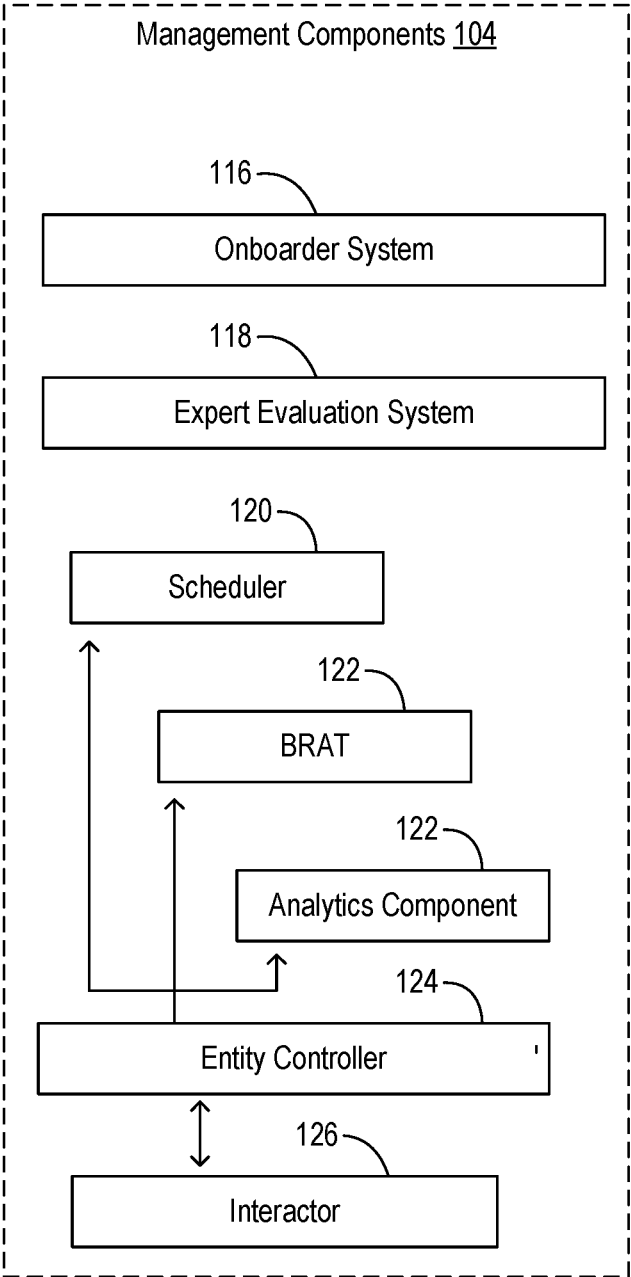 Management Components 104
116
Onboarder System
118
Expert Evaluation System
120
Scheduler
122
BRAT
122
Analytics Component
124
Entity Controller '
126
Interactor